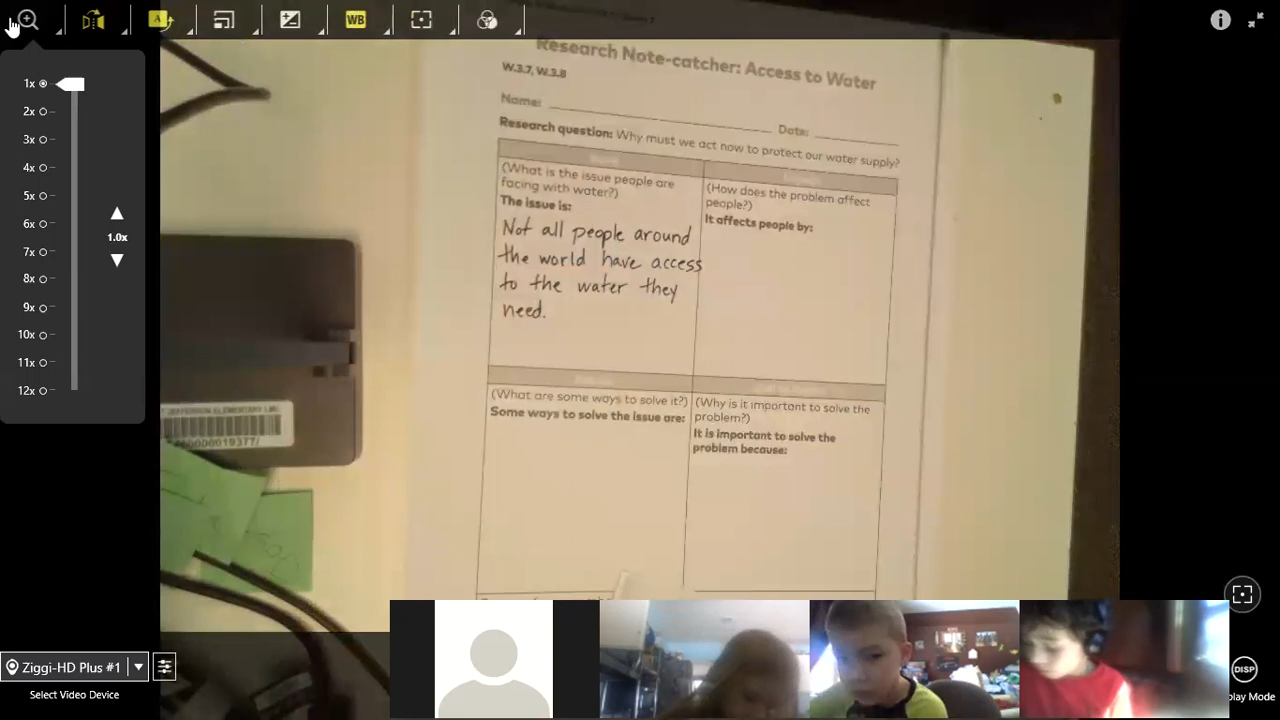 A
WB
1x
2x
3x
4x
5x
6x
7x
8x
9x
10x
11x
12x
1.0x
Research Note-catcher: Access to Water
W.3.7, W.3.8
Name:
Date:
Research question: Why must we act now to protect our water supply?
(What is the issue people are
facing with water?)
The issue is:
Not all people around
the world have access
to the water they
need.
(How does the problem affect
people?)
It affects people by:
(What are some ways to solve it?)
Some ways to solve the issue are:
(Why is it important to solve the
problem?)
It is important to solve the
problem because:
JEFFERSON ELEMENTARY LMC
Ziggi-HD Plus #1
Select Video Device
DISP
play Mode